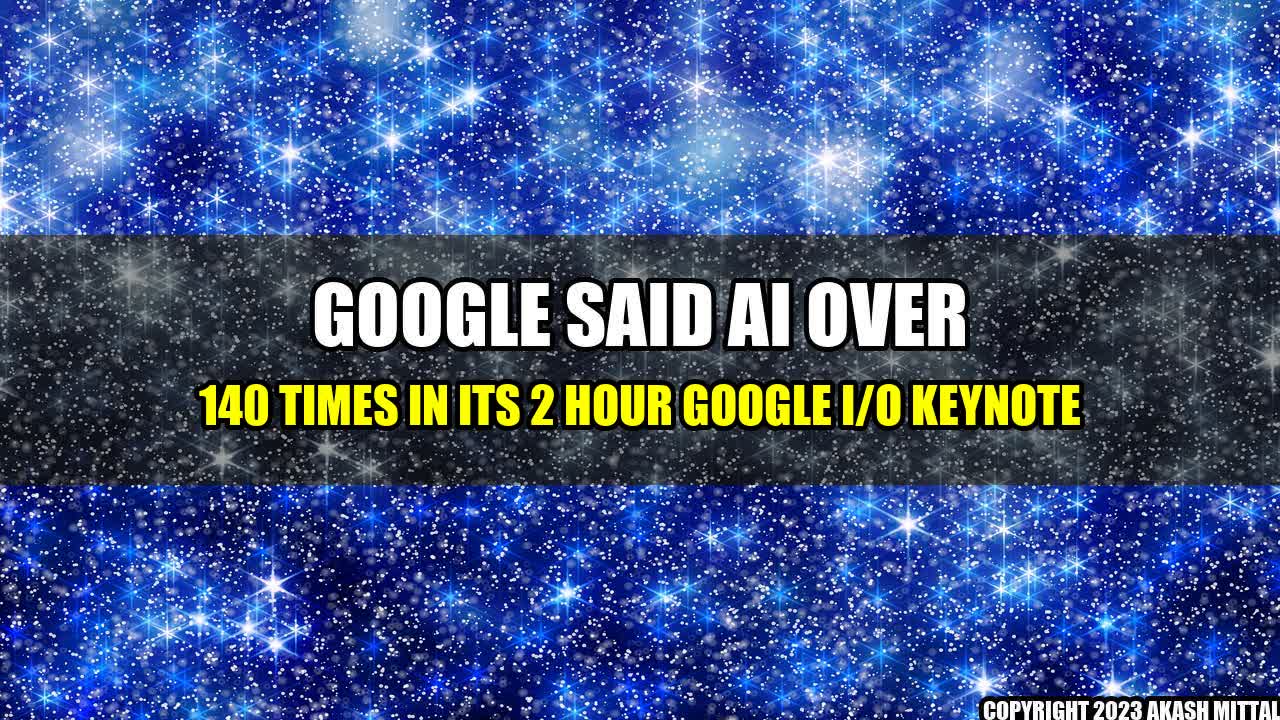 GOOGLE SAID AI OVER
140 TIMES IN ITS 2 HOUR GOOGLE I/O KEYNOTE
COPYRIGHT 2023 AKASH MITTAL